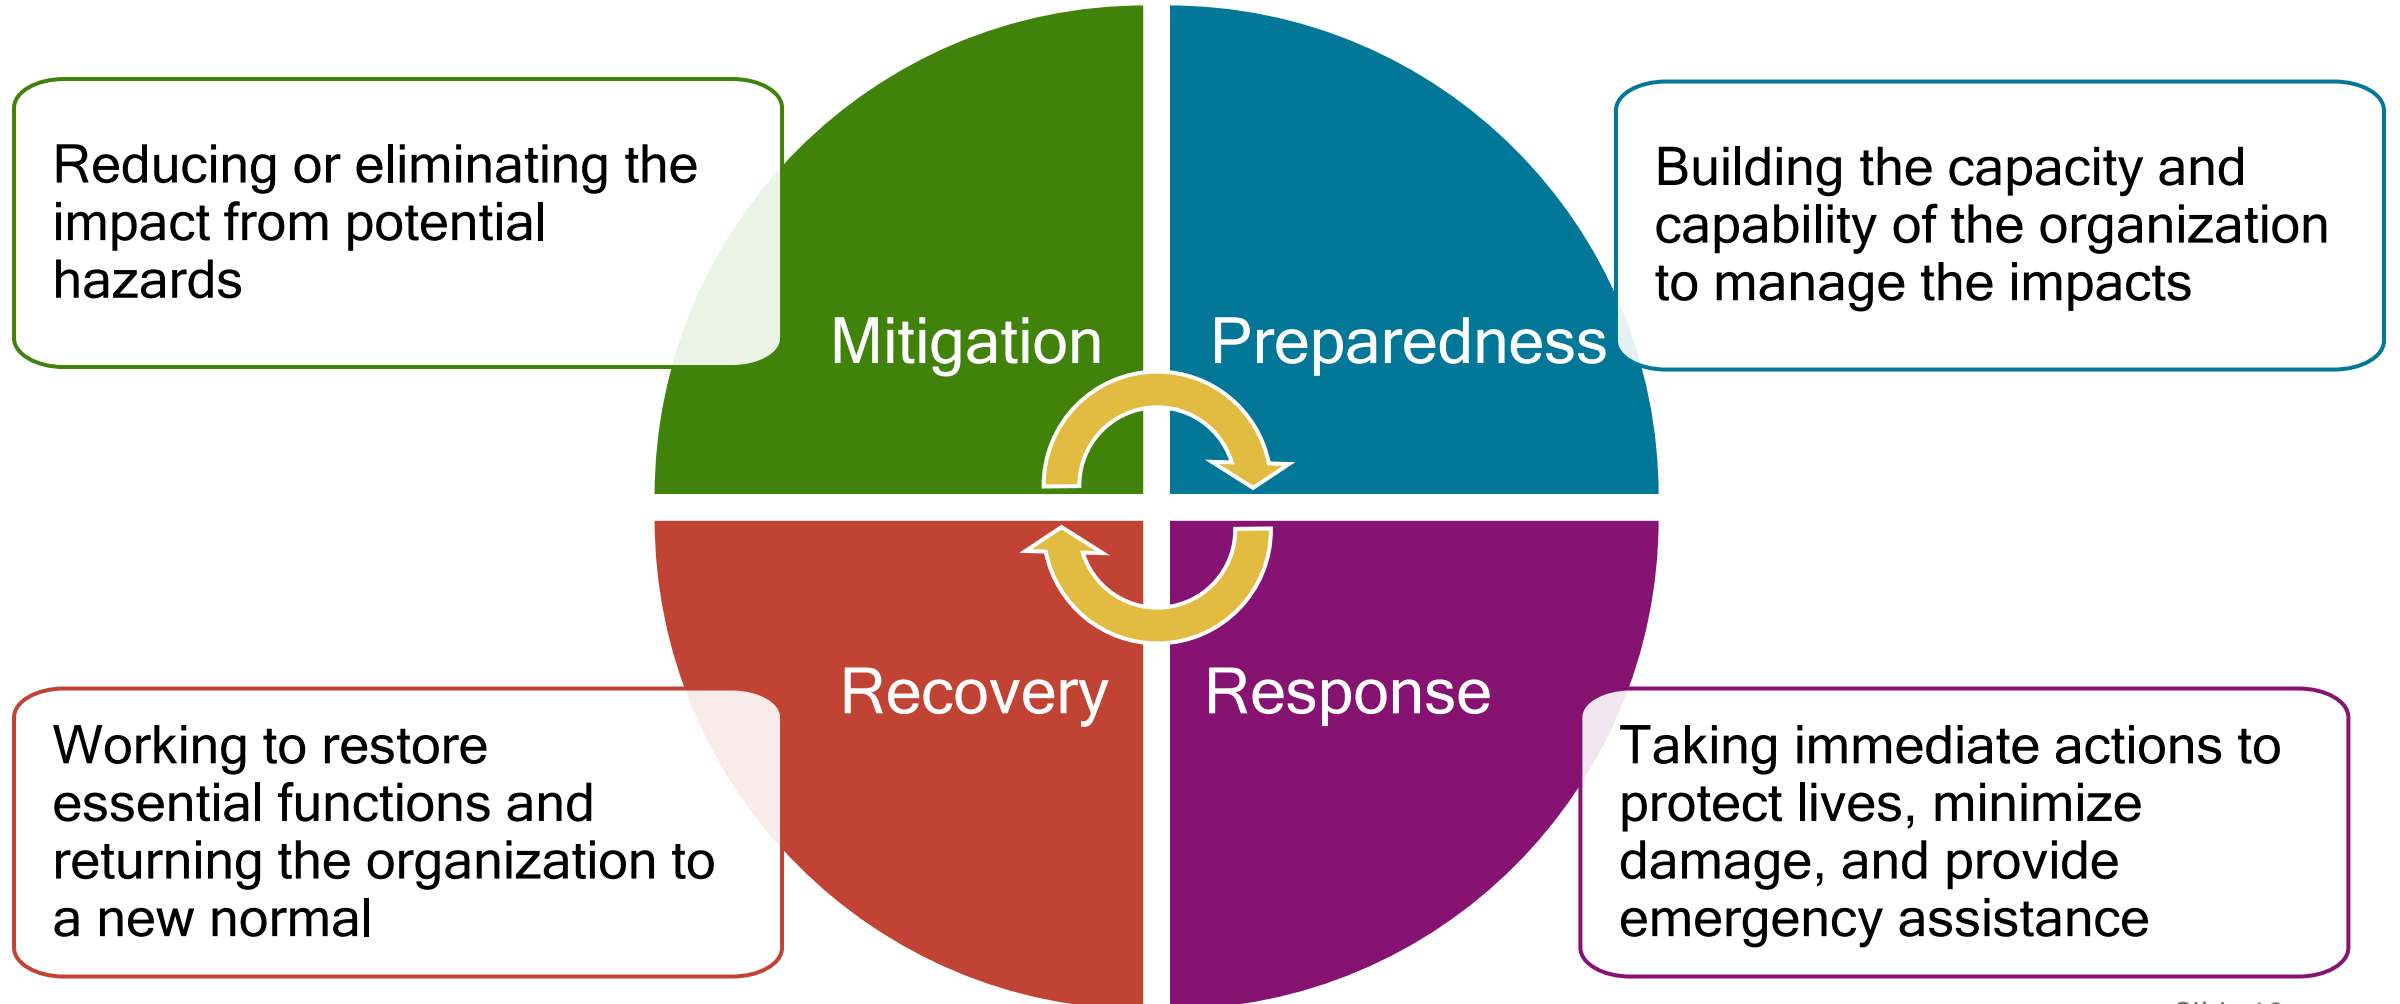 Reducing or eliminating the
impact from potential
hazards
Mitigation
Preparedness
Building the capacity and
capability of the organization
to manage the impacts
Recovery
Response
Working to restore
essential functions and
returning the organization to
a new normal
Taking immediate actions to
protect lives, minimize
damage, and provide
emergency assistance